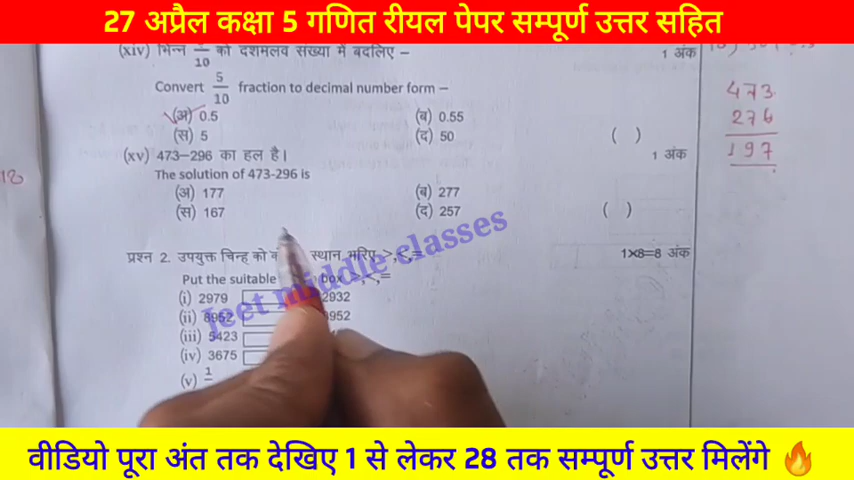 27 अप्रैल कक्षा 5 गणित रीयल पेपर सम्पूर्ण उत्तर सहित
(xiv) भिन्न /10 को दशमलव संख्या में बदलिए –
1 अंक
Convert 5/10 fraction to decimal number form –
(अ) 0.5 (ब) 0.55
(स) 5 (द) 50 ( )
(xv) 473–296 का हल है।
1 अंक
The solution of 473-296 is
(अ) 177 (ब) 277
(स) 167 (द) 257 ( )
473
276
197
प्रश्न 2. उपयुक्त चिन्ह को स्थान भरिए >,<,=
1×8=8 अंक
Put the suitable box >,<,=
(i) 2979 2932
(ii) 8952 8952
(iii) 5423
(iv) 3675
(v) 1
jeet middle classes
वीडियो पूरा अंत तक देखिए 1 से लेकर 28 तक सम्पूर्ण उत्तर मिलेंगे 🔥